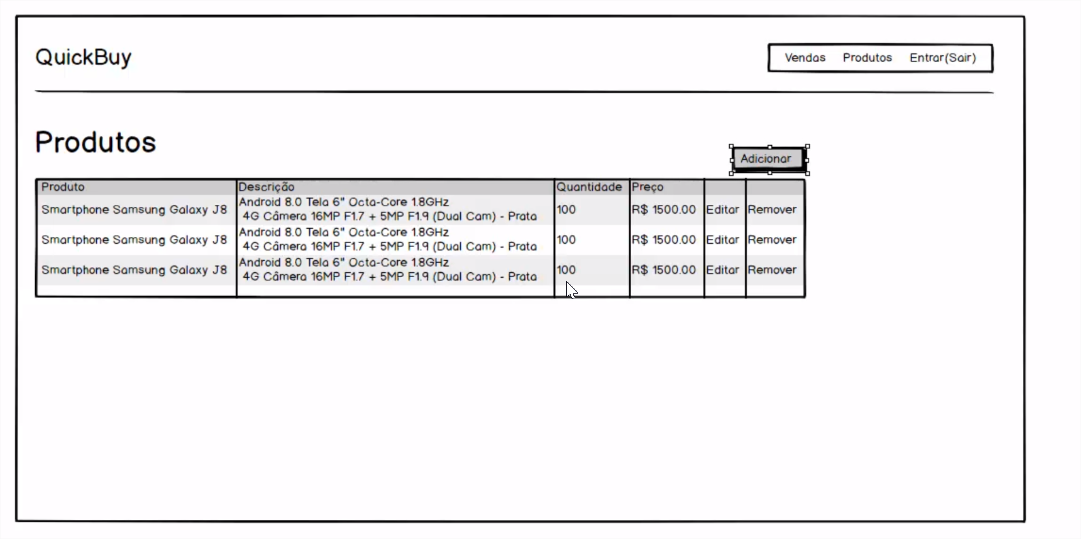 QuickBuy
Vendas Produtos Entrar(Sair)
Produtos
Adicionar
Produto Descrição Quantidade Preço
Smartphone Samsung Galaxy J8 Android 8.0 Tela 6" Octa-Core 1.8GHz 100 R$ 1500.00 Editar Remover
4G Câmera 16MP F1.7 + 5MP F1.9 (Dual Cam) - Prata
Smartphone Samsung Galaxy J8 Android 8.0 Tela 6" Octa-Core 1.8GHz 100 R$ 1500.00 Editar Remover
4G Câmera 16MP F1.7 + 5MP F1.9 (Dual Cam) - Prata
Smartphone Samsung Galaxy J8 Android 8.0 Tela 6" Octa-Core 1.8GHz 100 R$ 1500.00 Editar Remover
4G Câmera 16MP F1.7 + 5MP F1.9 (Dual Cam) - Prata